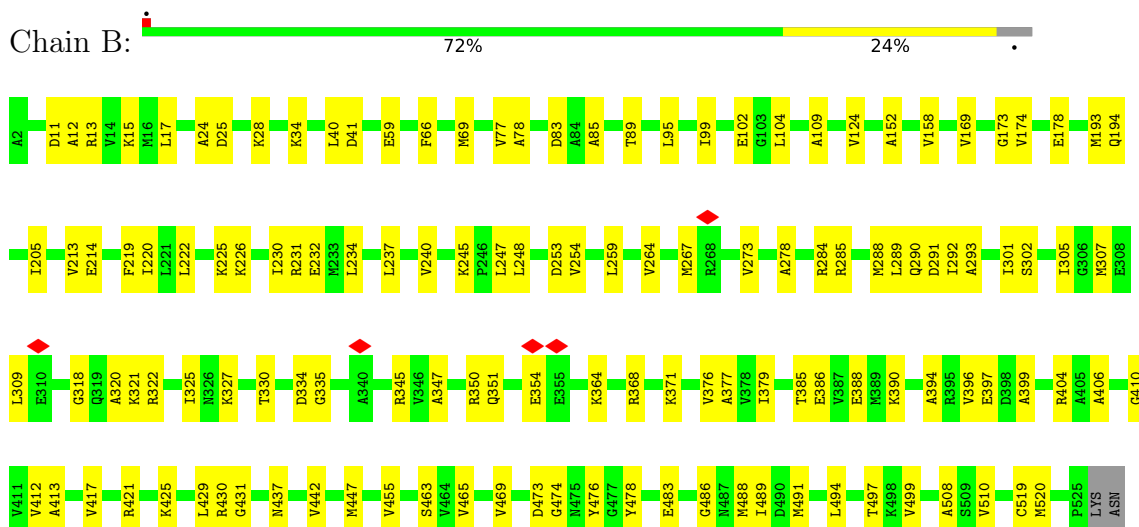 Chain B:
72% 24%
A2 D11 A12 R13 V14 K15 M16 L17 A24 D25 K28 K34 L40 D41 E59 F66 M69 V77 A78 D83 A84 A85 T89 L95 I99 E102 G103 L104 A109 V124 A152 V158 V169 G173 V174 E178 M193 Q194
I205 V213 E214 F219 I220 L221 L222 K225 K226 I230 R231 E232 M233 L234 L237 V240 K245 P246 L247 L248 D253 V254 L259 V264 M267 R268 V273 A278 R284 R285 M288 L289 Q290 D291 I292 A293 I301 S302 I305 G306 M307 E308
L309 E310 G318 Q319 A320 K321 R322 I325 N326 K327 T330 D334 G335 A340 R345 V346 A347 R350 Q351 E354 E355 K364 R368 K371 V376 A377 V378 I379 T385 E386 V387 E388 M389 K390 A394 R395 V396 E397 D398 A399 R404 A405 A406 G410
V411 V412 A413 V417 R421 K425 L429 R430 G431 N437 V442 M447 V455 S463 V464 V465 V469 D473 G474 N475 Y476 G477 Y478 E483 G486 N487 M488 I489 D490 M491 L494 T497 K498 V499 A508 S509 V510 C519 M520 P525 LYS ASN